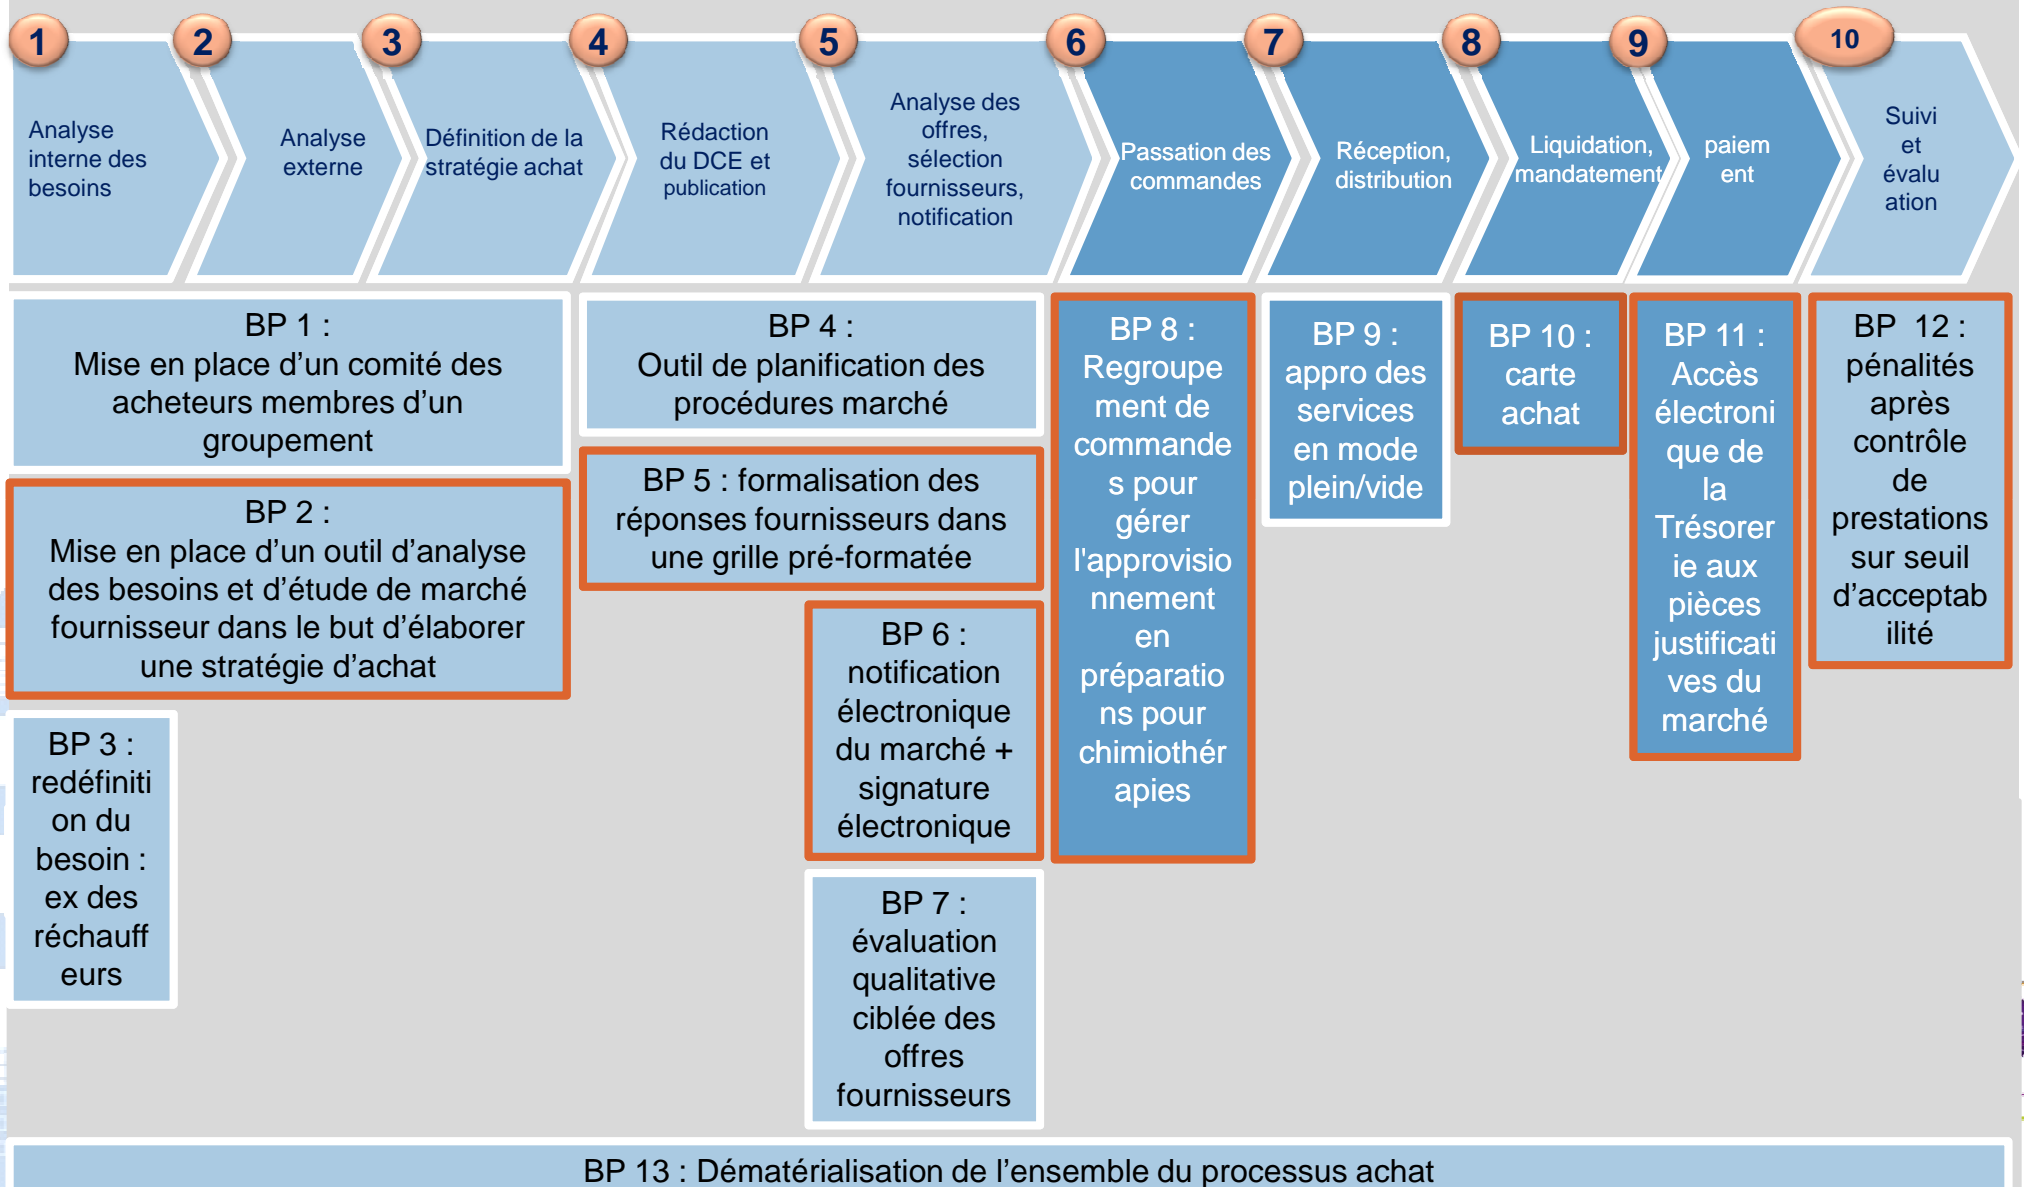 1
2
3
4
5
6
7
8
9
10
Analyse
interne des
besoins
Analyse
externe
Définition de la
stratégie achat
Rédaction
du DCE et
publication
Analyse des
offres,
sélection
fournisseurs,
notification
Passation des
commandes
Réception,
distribution
Liquidation,
mandatement
paiem
ent
Suivi
et
évalu
ation
BP 1 :
Mise en place d’un comité des
acheteurs membres d’un
groupement
BP 2 :
Mise en place d’un outil d’analyse
des besoins et d’étude de marché
fournisseur dans le but d’élaborer
une stratégie d’achat
BP 3 :
redéfiniti
on du
besoin :
ex des
réchauff
eurs
BP 4 :
Outil de planification des
procédures marché
BP 5 : formalisation des
réponses fournisseurs dans
une grille pré-formatée
BP 6 :
notification
électronique
du marché +
signature
électronique
BP 7 :
évaluation
qualitative
ciblée des
offres
fournisseurs
BP 8 :
Regroupe
ment de
commande
s pour
gérer
l'approvisio
nnement
en
préparatio
ns pour
chimiothér
apies
BP 9 :
appro des
services
en mode
plein/vide
BP 10 :
carte
achat
BP 11 :
Accès
électroni
que de
la
Trésorer
ie aux
pièces
justificati
ves du
marché
BP 12 :
pénalités
après
contrôle
de
prestations
sur seuil
d’acceptab
ilité
BP 13 : Dématérialisation de l’ensemble du processus achat